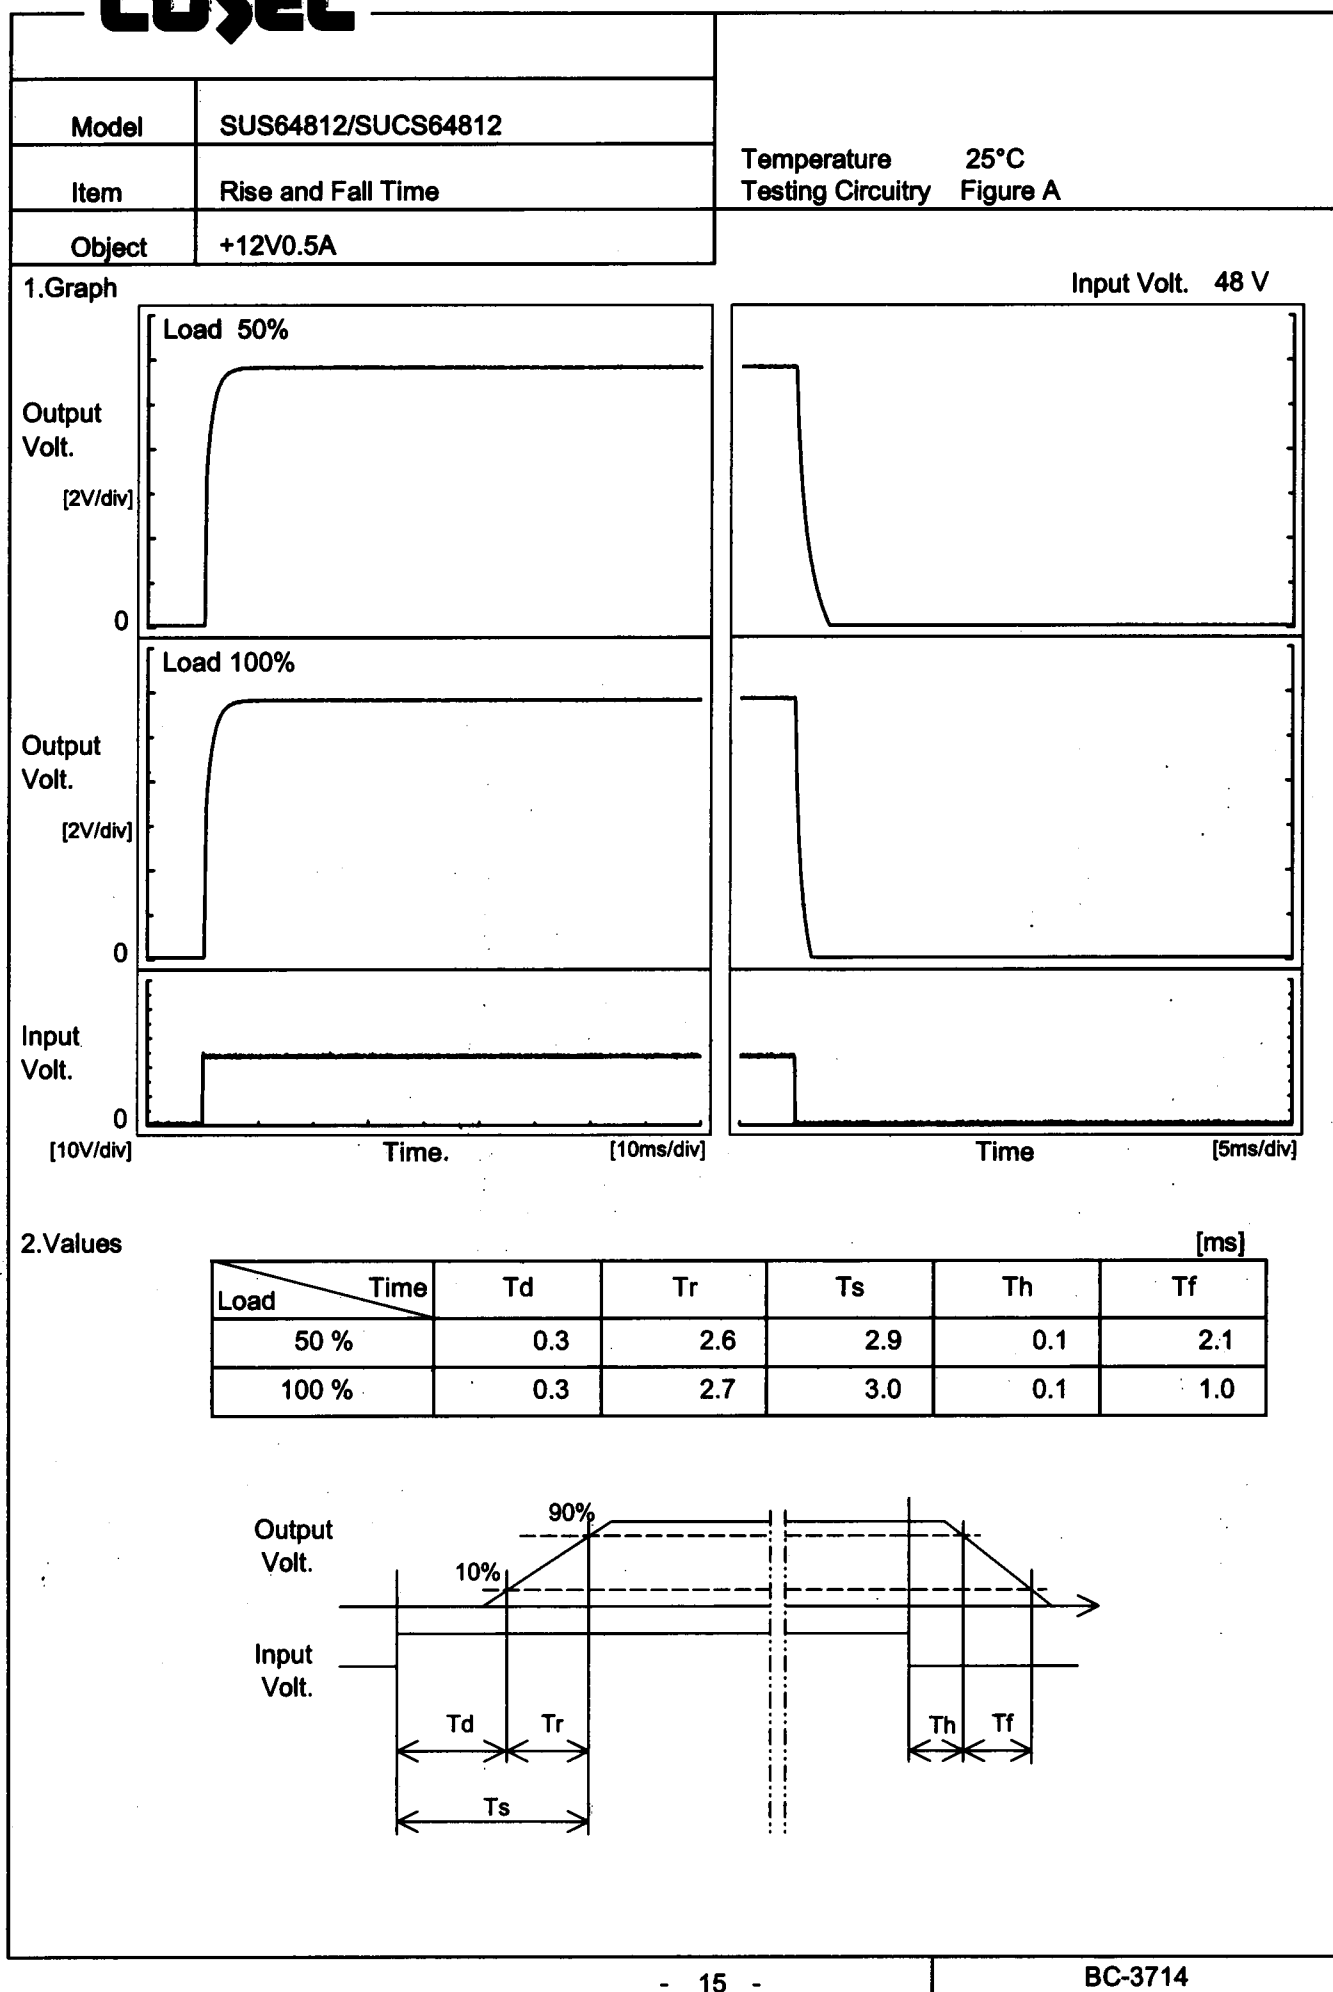 COSEL
Model SUS64812/SUCS64812
Item Rise and Fall Time
Object +12V0.5A
Temperature 25°C
Testing Circuitry Figure A
1.Graph
Input Volt. 48 V
Load 50%
Output
Volt.
[2V/div]
0
Load 100%
Output
Volt.
[2V/div]
0
Input
Volt.
0
[10V/div] Time. [10ms/div] Time [5ms/div]
2.Values [ms]
Time Td Tr Ts Th Tf
Load
50 % 0.3 2.6 2.9 0.1 2.1
100 % 0.3 2.7 3.0 0.1 1.0
90%
Output
Volt.
10%
Input
Volt.
Td Tr Th Tf
Ts
- 15 - BC-3714